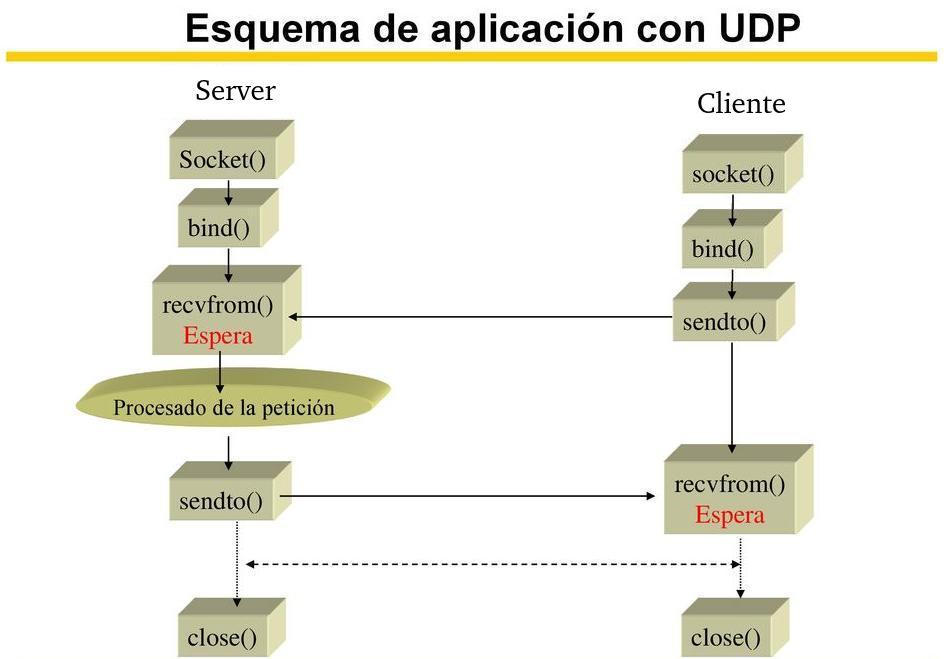 Esquema de aplicación con UDP
Server
Socket()
bind()
recvfrom()
Espera
Procesado de la petición
sendto()
close()
Cliente
socket()
bind()
sendto()
recvfrom()
Espera
close()